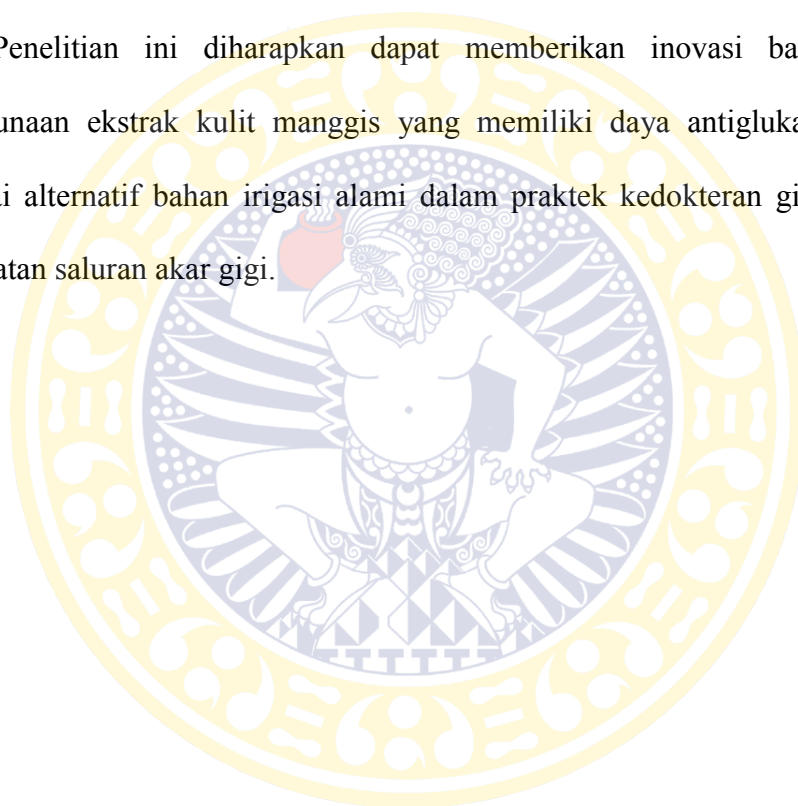 Penelitian ini diharapkan dapat memberikan inovasi ba
unaan ekstrak kulit manggis yang memiliki daya antigluka
i alternatif bahan irigasi alami dalam praktek kedokteran gi
atan saluran akar gigi.